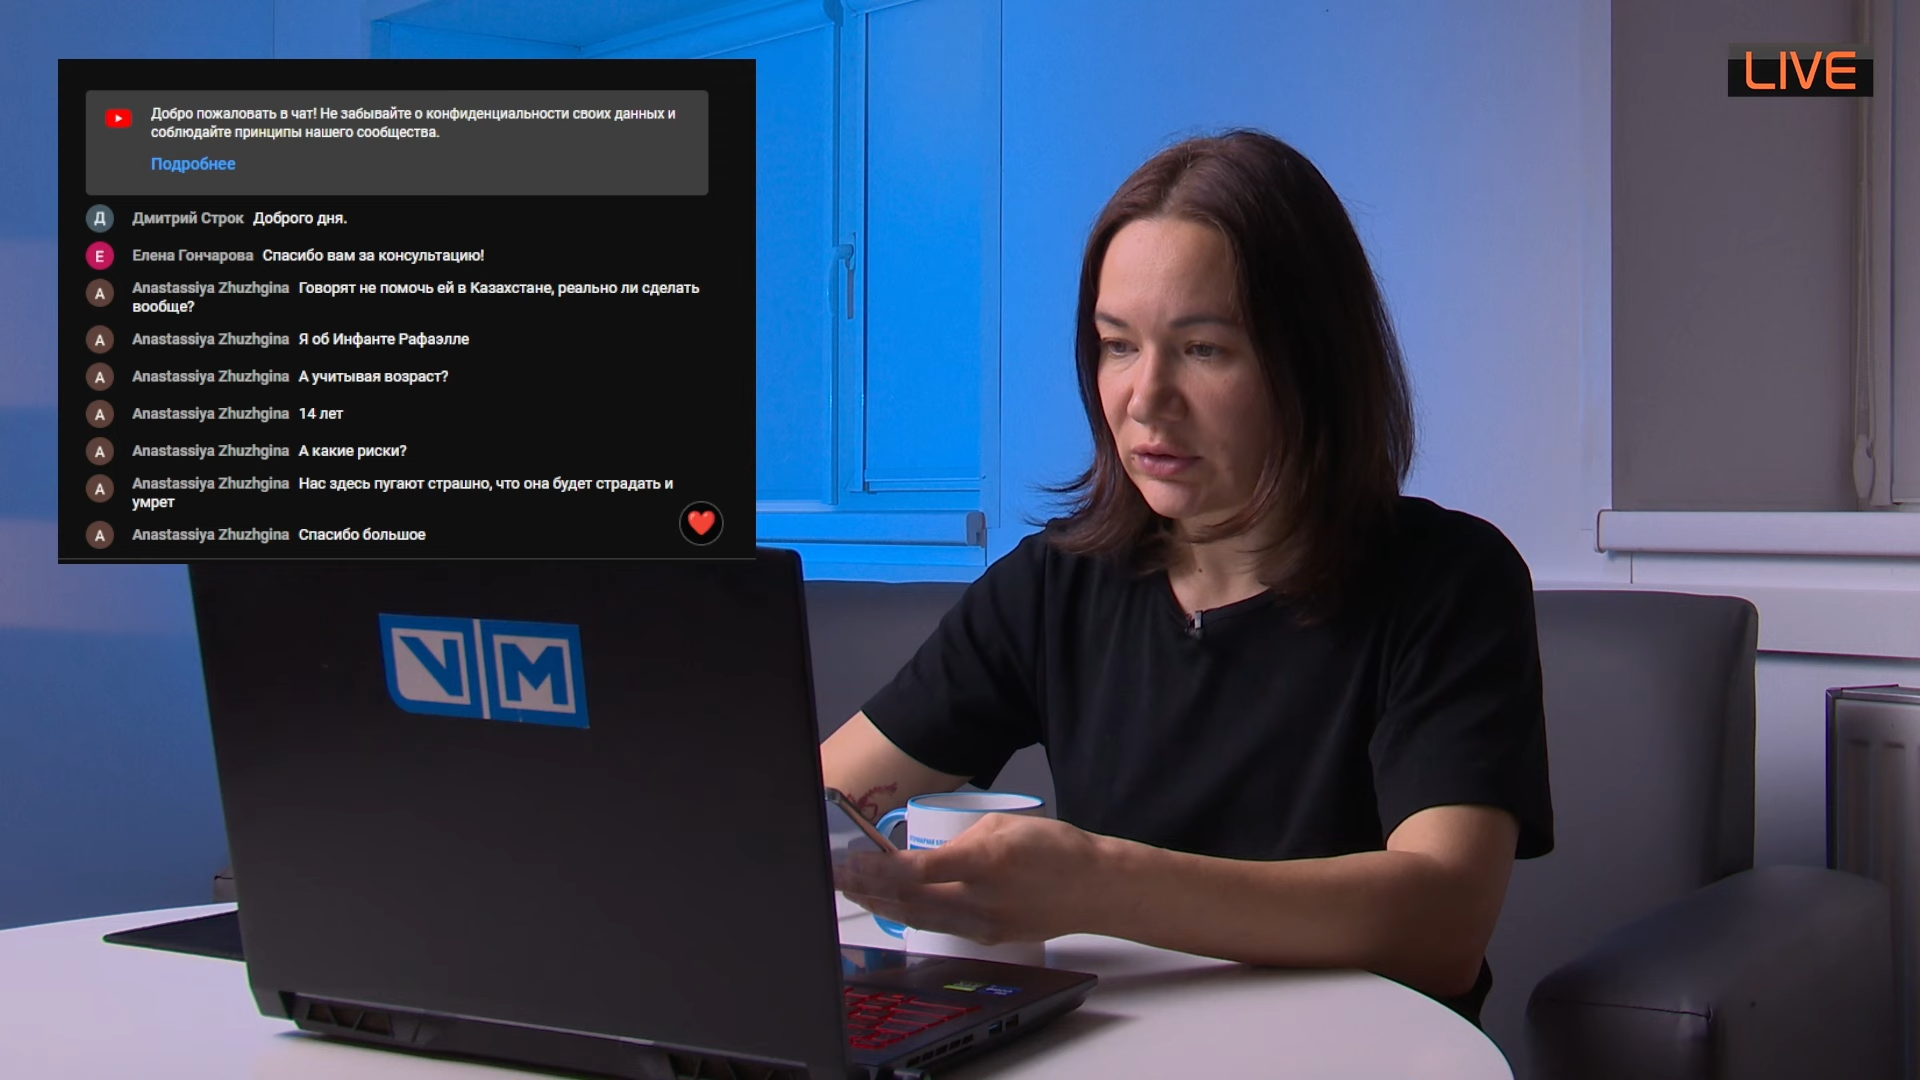 LIVE
Добро пожаловать в чат! Не забывайте о конфиденциальности своих данных и
соблюдайте принципы нашего сообщества.
Подробнее
Д Дмитрий Строк Доброго дня.
Е Елена Гончарова Спасибо вам за консультацию!
A Anastassiya Zhuzhgina Говорят не помочь ей в Казахстане, реально ли сделать
вообще?
A Anastassiya Zhuzhgina Я об Инфанте Рафаэлле
A Anastassiya Zhuzhgina А учитывая возраст?
A Anastassiya Zhuzhgina 14 лет
A Anastassiya Zhuzhgina А какие риски?
A Anastassiya Zhuzhgina Нас здесь пугают страшно, что она будет страдать и
умрет
A Anastassiya Zhuzhgina Спасибо большое
VM